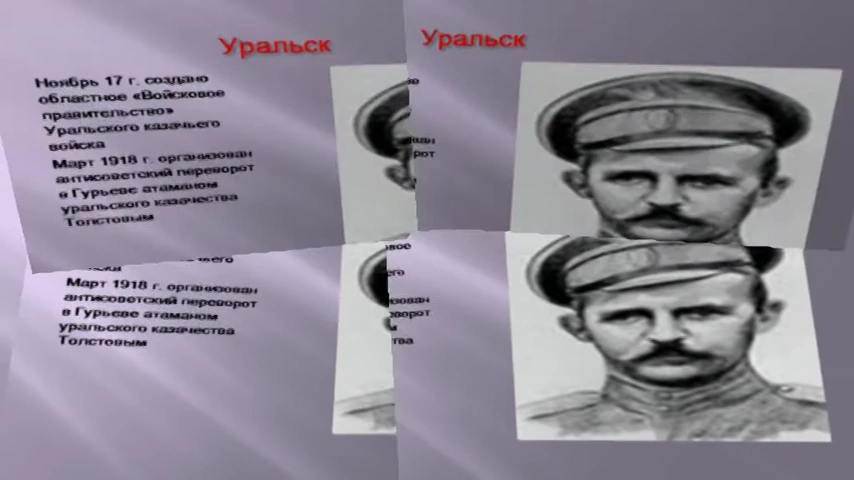 Уральск
Уральск
Ноябрь 17 г. создано
областное «Войсковое
правительство»
Уральского казачьего
войска
Март 1918 г. организован
антисоветский переворот
в Гурьеве атаманом
уральского казачества
Толстовым
Март 1918 г. организован
антисоветский переворот
в Гурьеве атаманом
уральского казачества
Толстовым